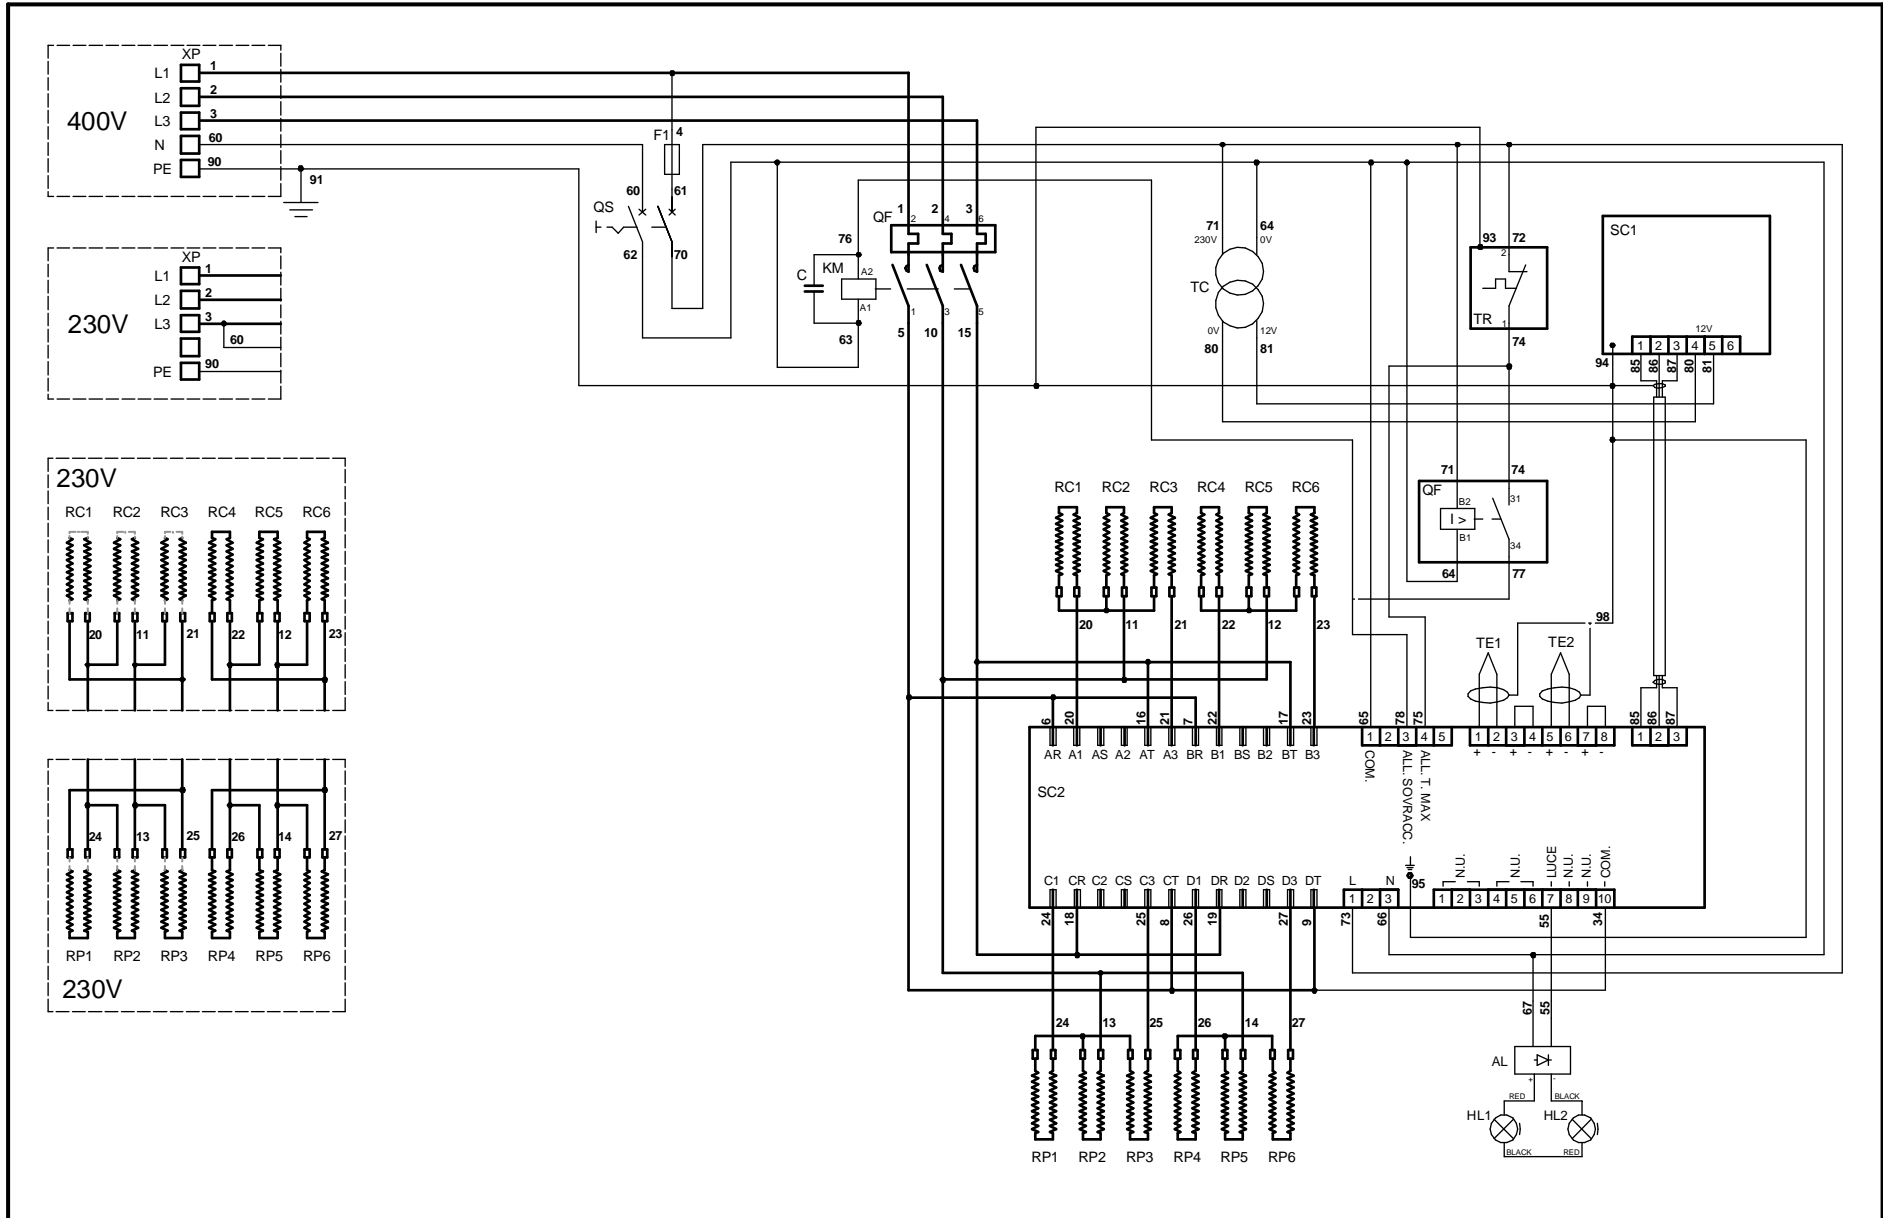 XP
L1 1
L2 2
400V L3 3
N 60
PE 90
91
XP
L1 1
L2 2
230V L3 3
60
PE 90
230V
RC1 RC2 RC3 RC4 RC5 RC6
20 11 21 22 12 23
24 13 25 26 14 27
RP1 RP2 RP3 RP4 RP5 RP6
230V
F1 4
60 61
QS
62 70
1 2 3
QF 2 4 6
76
C KM A2
A1
63
1 3 5
5 10 15
71 64
230V 0V
TC
0V 12V
80 81
93 72
2
TR 1
74
SC1
12V
1 2 3 4 5 6
94 85 86 87 80 81
71 74
QF
B2 31
I >
B1 34
64 77
RC1 RC2 RC3 RC4 RC5 RC6
20 11 21 22 12 23
98
TE1 TE2
6 20 16 21 7 22 17 23 65 78 75 85 86 87
AR A1 AS A2 AT A3 BR B1 BS B2 BT B3
1 2 3 4 5
1 2 3 4 5 6 7 8
+ - + - + - + -
1 2 3
COM.
ALL. SOVRACC.
ALL. T. MAX
SC2
C1 CR C2 CS C3 CT D1 DR D2 DS D3 DT
L N
95
N.U. N.U. LUCE N.U. N.U. COM.
1 2 3
1 2 3 4 5 6 7 8 9 10
24 18 25 8 26 19 27 9 73 66 55 34
24 13 25 26 14 27
RP1 RP2 RP3 RP4 RP5 RP6
67 55
AL
+ -
RED BLACK
HL1 HL2
BLACK RED